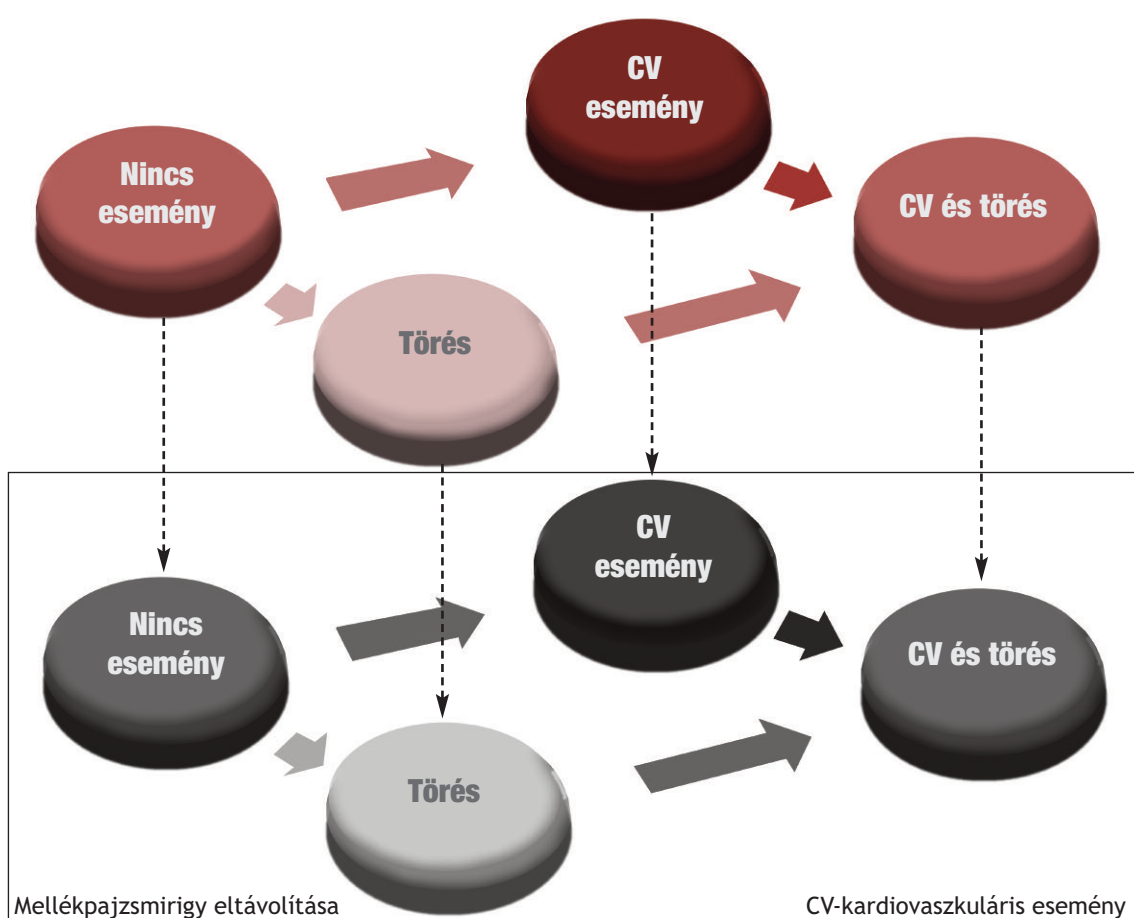 CV
esemény
Nincs
esemény
CV és törés
Törés
CV
esemény
Nincs
esemény
CV és törés
Törés
Mellékpajzsmirigy eltávolítása
CV-kardiovaszkuláris esemény